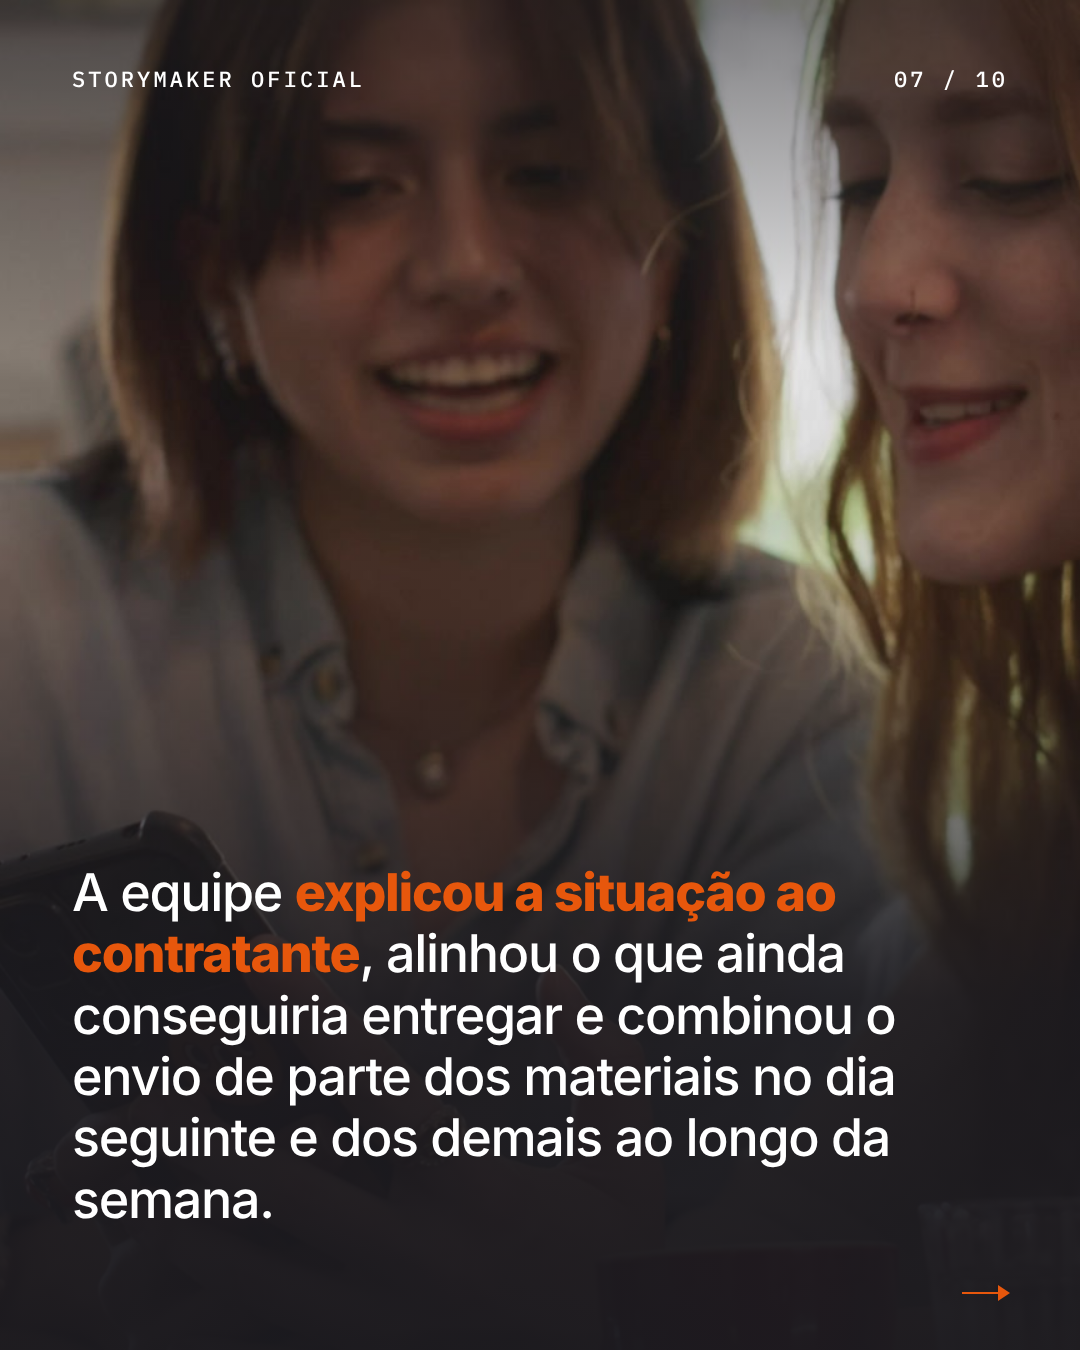 STORYMAKER OFICIAL
07 / 10
A equipe explicou a situação ao
contratante, alinhou o que ainda
conseguiria entregar e combinou o
envio de parte dos materiais no dia
seguinte e dos demais ao longo da
semana.